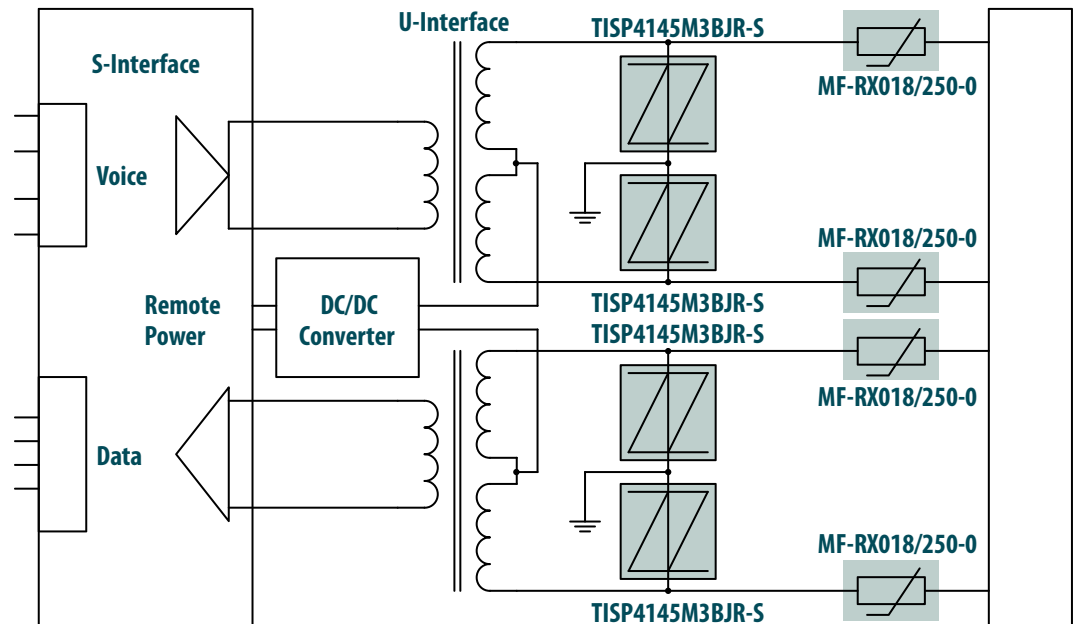 U-Interface
TISP4145M3BJR-S
S-Interface
MF-RX018/250-0
Voice
MF-RX018/250-0
Remote
Power
DC/DC
Converter
TISP4145M3BJR-S
TISP4145M3BJR-S
MF-RX018/250-0
Data
MF-RX018/250-0
TISP4145M3BJR-S